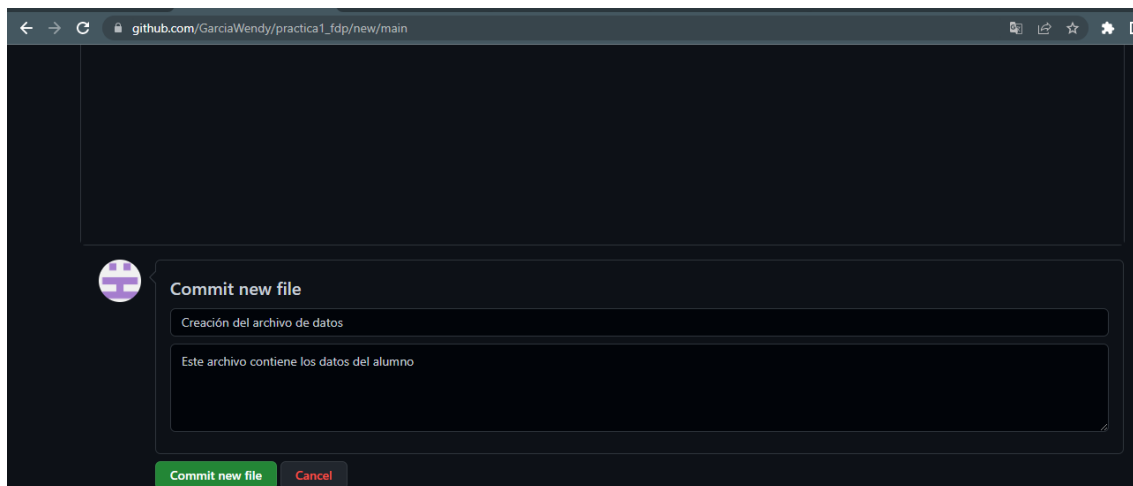 github.com/GarciaWendy/practica1_fdp/new/main
Commit new file
Creación del archivo de datos
Este archivo contiene los datos del alumno
Commit new file
Cancel